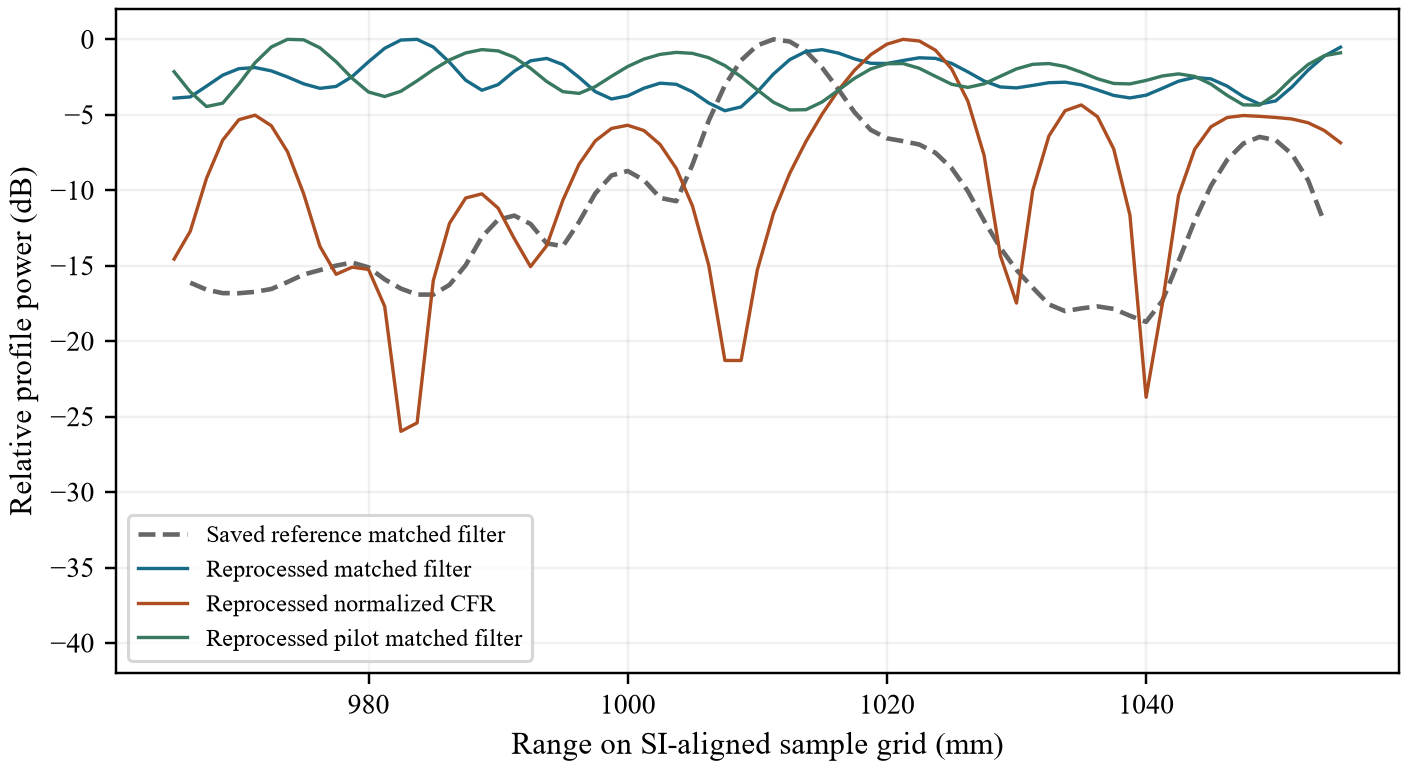 0
−5
−10
−15
−20
−25
−30
−35
−40
Relative profile power (dB)
Saved reference matched filter
Reprocessed matched filter
Reprocessed normalized CFR
Reprocessed pilot matched filter
980
1000
1020
1040
Range on SI-aligned sample grid (mm)